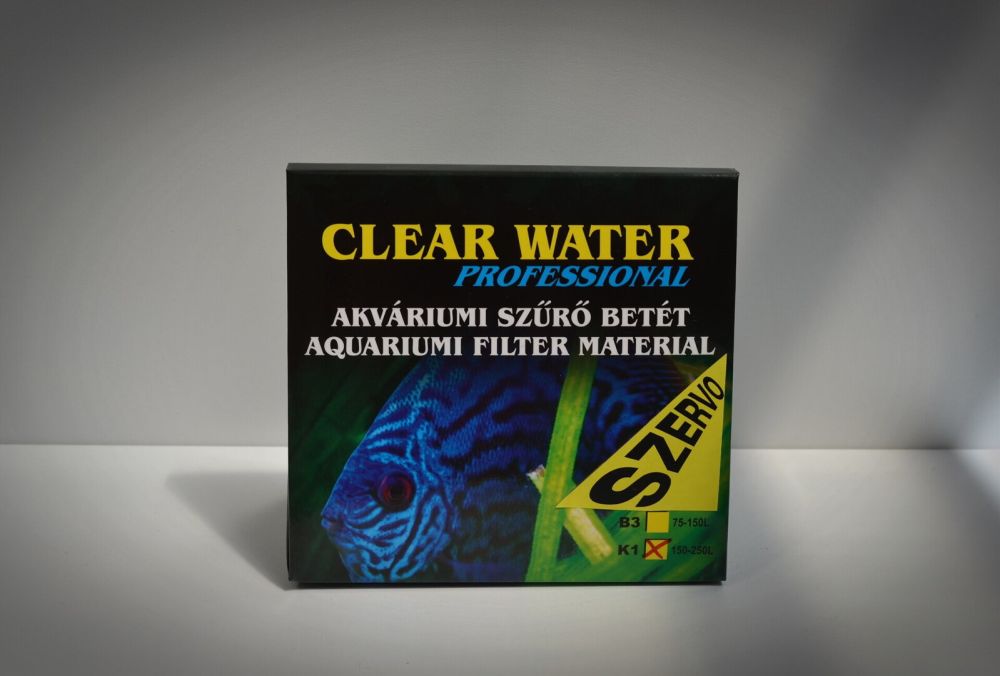 CLEAR WATER
PROFESSIONAL
AKVÁRIUMI SZŰRŐ BETÉT
AQUARIUMI FILTER MATERIAL
SZERVO
B3 75-150L
K1 150-250L